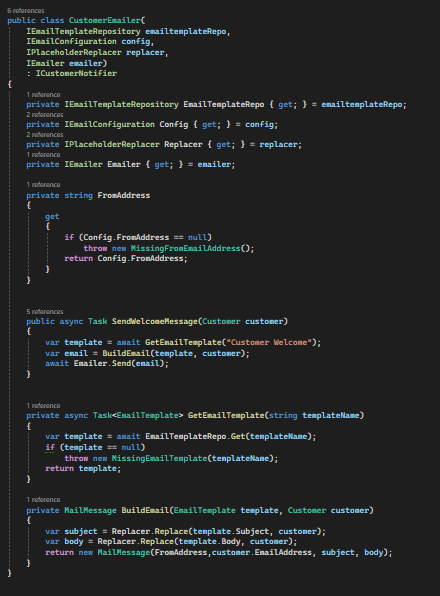 6 references
public class CustomerEmailer(
IEmailTemplateRepository emailtemplateRepo,
IEmailConfiguration config,
IPlaceholderReplacer replacer,
IEmailer emailer)
: ICustomerNotifier
{
1 reference
private IEmailTemplateRepository EmailTemplateRepo { get; } = emailtemplateRepo;
2 references
private IEmailConfiguration Config { get; } = config;
2 references
private IPlaceholderReplacer Replacer { get; } = replacer;
1 reference
private IEmailer Emailer { get; } = emailer;
1 reference
private string FromAddress
{
get
{
if (Config.FromAddress == null)
throw new MissingFromEmailAddress();
return Config.FromAddress;
}
}
5 references
public async Task SendWelcomeMessage(Customer customer)
{
var template = await GetEmailTemplate("Customer Welcome");
var email = BuildEmail(template, customer);
await Emailer.Send(email);
}
1 reference
private async Task<EmailTemplate> GetEmailTemplate(string templateName)
{
var template = await EmailTemplateRepo.Get(templateName);
if (template == null)
throw new MissingEmailTemplate(templateName);
return template;
}
1 reference
private MailMessage BuildEmail(EmailTemplate template, Customer customer)
{
var subject = Replacer.Replace(template.Subject, customer);
var body = Replacer.Replace(template.Body, customer);
return new MailMessage(FromAddress,customer.EmailAddress, subject, body);
}
}